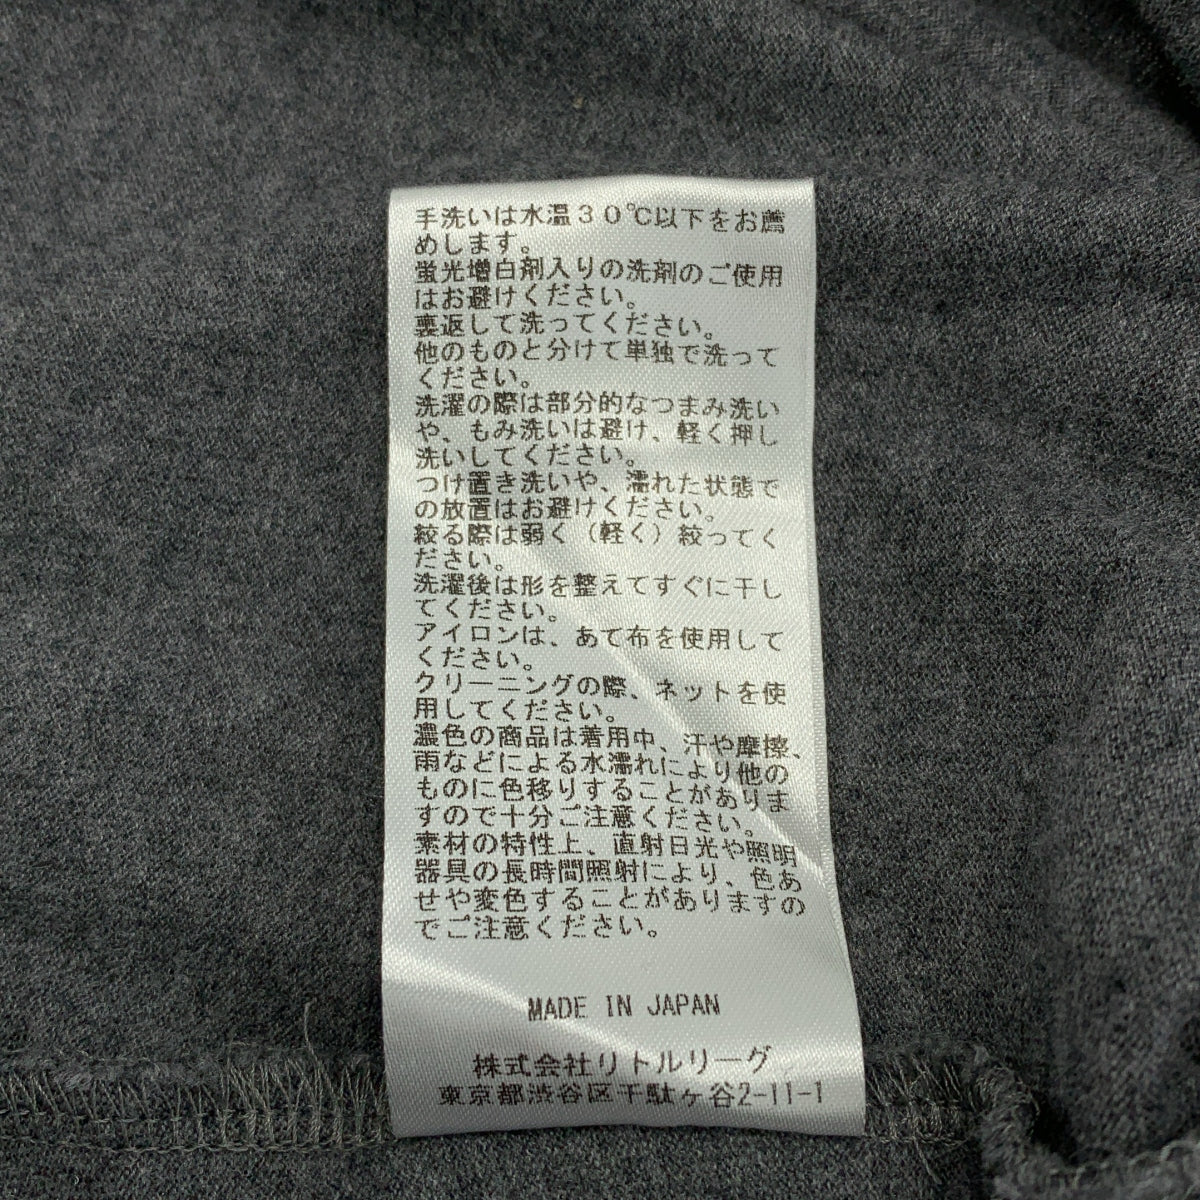 手洗いは水温３０℃以下をお薦
めします。
蛍光増白剤入りの洗剤のご使用
はお避けください。
裏返して洗ってください。
他のものと分けて単独で洗って
ください。
洗濯の際は部分的なつまみ洗い
や、もみ洗いは避け、軽く押し
洗いしてください。
つけ置き洗いや、濡れた状態で
の放置はお避けください。
絞る際は弱く（軽く）絞ってく
ださい。
洗濯後は形を整えてすぐに干し
てください。
アイロンは、あて布を使用して
ください。
クリーニングの際、ネットを使
用してください。
濃色の商品は着用中、汗や摩擦、
雨などによる水濡れにより他の
ものに色移りすることがありま
すので十分ご注意ください。
素材の特性上、直射日光や照明
器具の長時間照射により、色あ
せや変色することがありますの
でご注意ください。
MADE IN JAPAN
株式会社リトルリーグ
東京都渋谷区千駄ヶ谷2-11-1